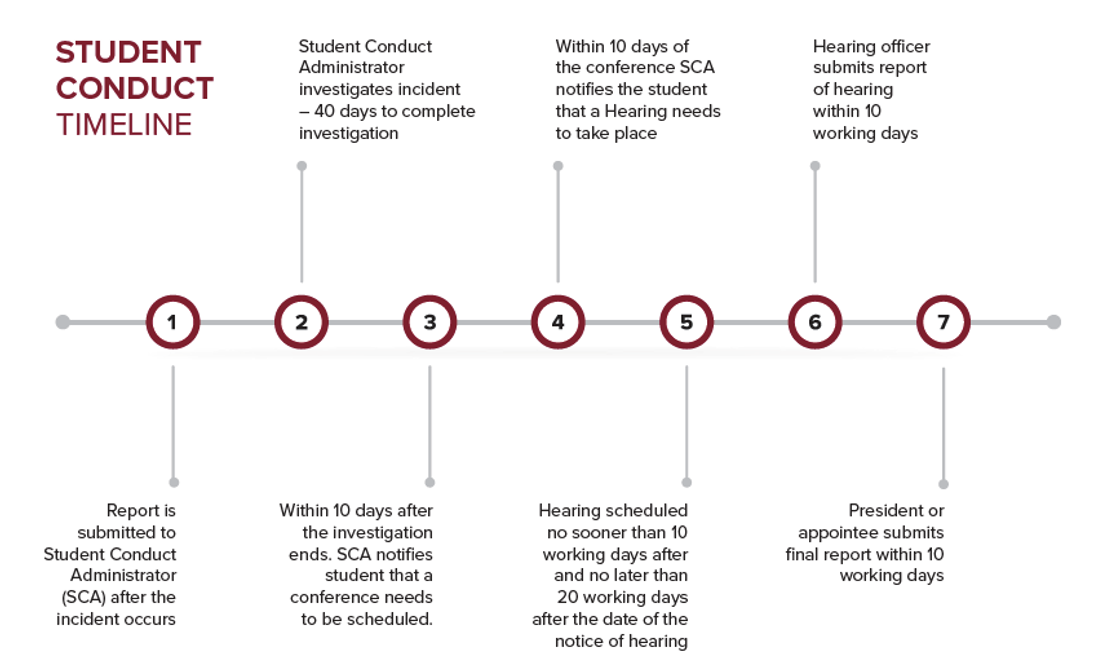 STUDENT
CONDUCT
TIMELINE
Student Conduct
Administrator
investigates incident
– 40 days to complete
investigation
Within 10 days of
the conference SCA
notifies the student
that a Hearing needs
to take place
Hearing officer
submits report
of hearing
within 10
working days
1
2
3
4
5
6
7
Report is
submitted to
Student Conduct
Administrator
(SCA) after the
incident occurs
Within 10 days after
the investigation
ends. SCA notifies
student that a
conference needs
to be scheduled.
Hearing scheduled
no sooner than 10
working days after
and no later than
20 working days
after the date of the
notice of hearing
President or
appointee submits
final report within 10
working days